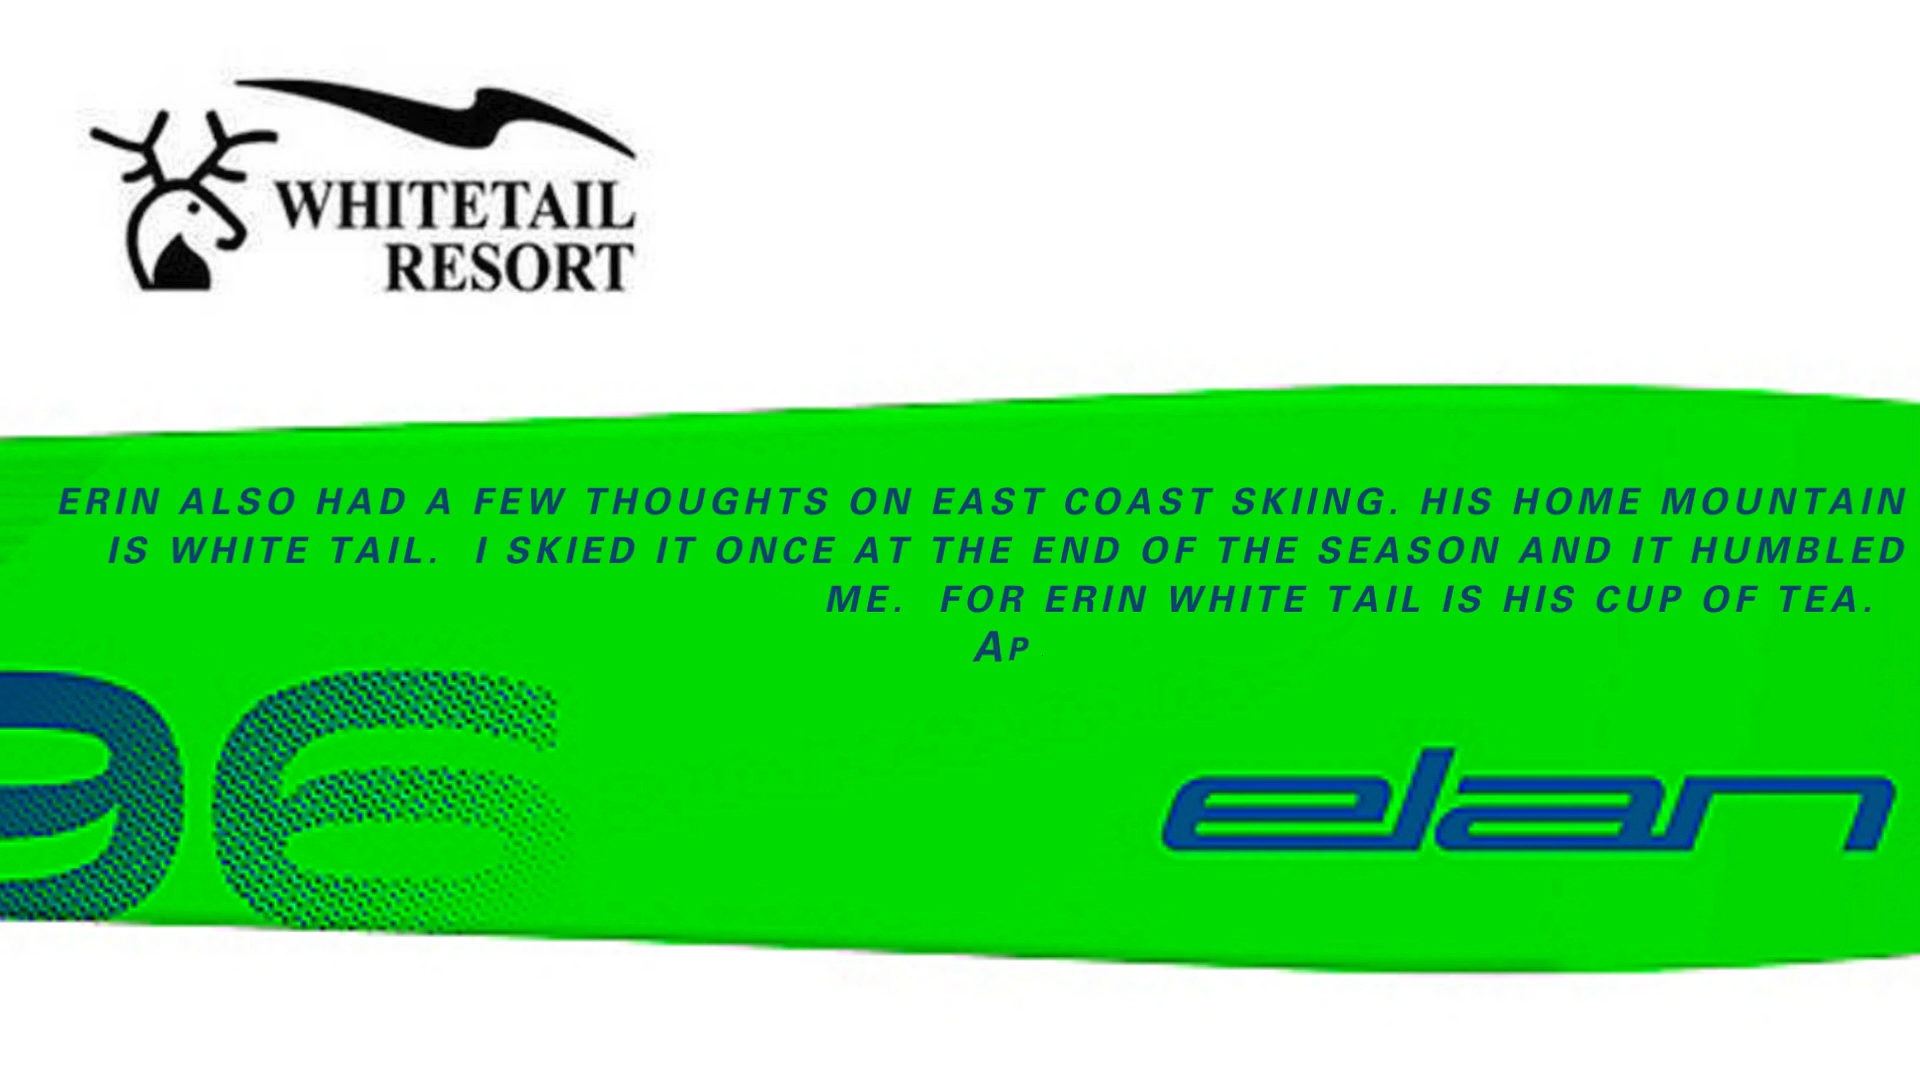 WHITETAIL
RESORT
ERIN ALSO HAD A FEW THOUGHTS ON EAST COAST SKIING. HIS HOME MOUNTAIN
IS WHITE TAIL.  I SKIED IT ONCE AT THE END OF THE SEASON AND IT HUMBLED
ME.  FOR ERIN WHITE TAIL IS HIS CUP OF TEA.
AP
96
elan